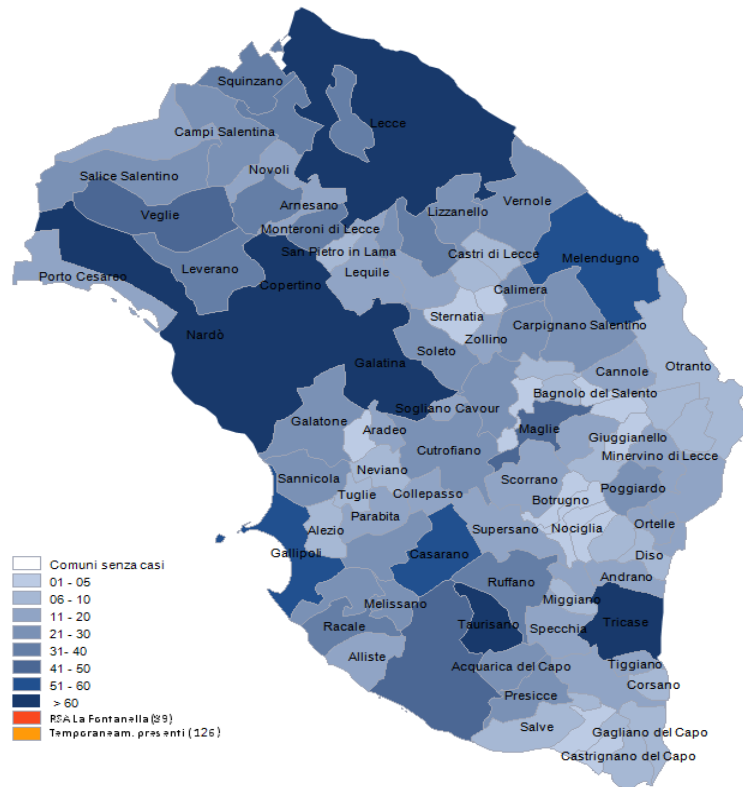 Squinzano
Lecce
Campi Salentina
Novoli
Salice Salentino
Arnesano
Vernole
Lizzanello
Veglie
Monteroni di Lecce
San Pietro in Lama
Castri di Lecce
Melendugno
Leverano
Lequile
Porto Cesareo
Copertino
Calimera
Sternatia
Carpignano Salentino
Nardò
Zollino
Soleto
Galatina
Otranto
Cannole
Bagnolo del Salento
Sogliano Cavour
Galatone
Aradeo
Maglie
Giuggianello
Cutrofiano
Minervino di Lecce
Neviano
Sannicola
Scorrano
Poggiardo
Tuglie
Collepasso
Botrugno
Parabita
Ortelle
Alezio
Supersano
Nociglia
Gallipoli
Casarano
Diso
Ruffano
Andrano
Miggiano
Melissano
Racale
Taurisano
Specchia
Tricase
Alliste
Acquarica del Capo
Tiggiano
Corsano
Presicce
Salve
Gagliano del Capo
Castrignano del Capo
Comuni senza casi
01 - 05
06 - 10
11 - 20
21 - 30
31- 40
41 - 50
51 - 60
> 60
RSA La Fontanella (89)
Temporaneam. presenti (126)